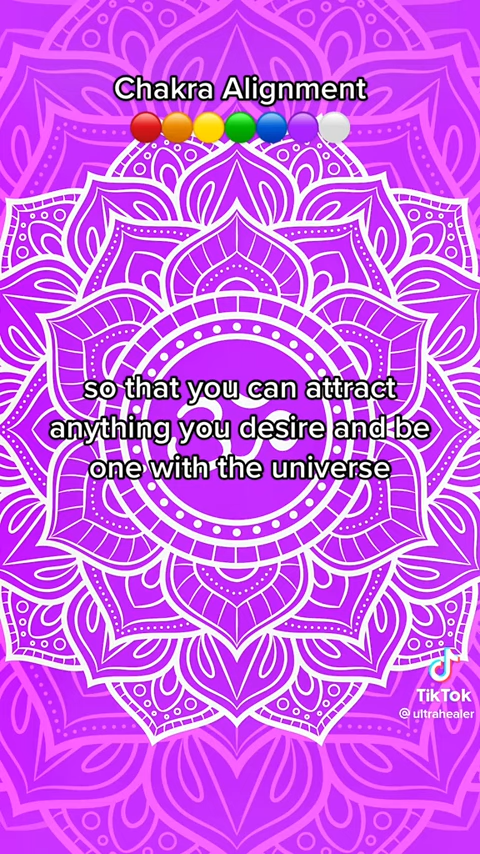 Chakra Alignment
🔴🟠🟡🟢🔵🟣⚪
so that you can attract
anything you desire and be
one with the universe
ॐ
TikTok
@ultrahealer